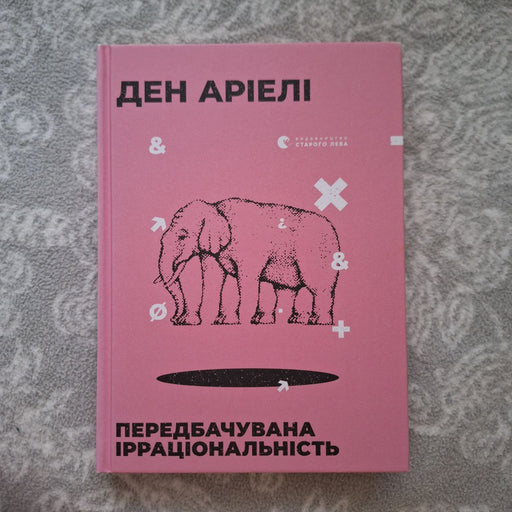 ДЕН АРІЕЛІ
&
ВИДАВНИЦТВО
СТАРОГО ЛЕВА
¿
&
Ø
+
ПЕРЕДБАЧУВАНА
ІРРАЦІОНАЛЬНІСТЬ